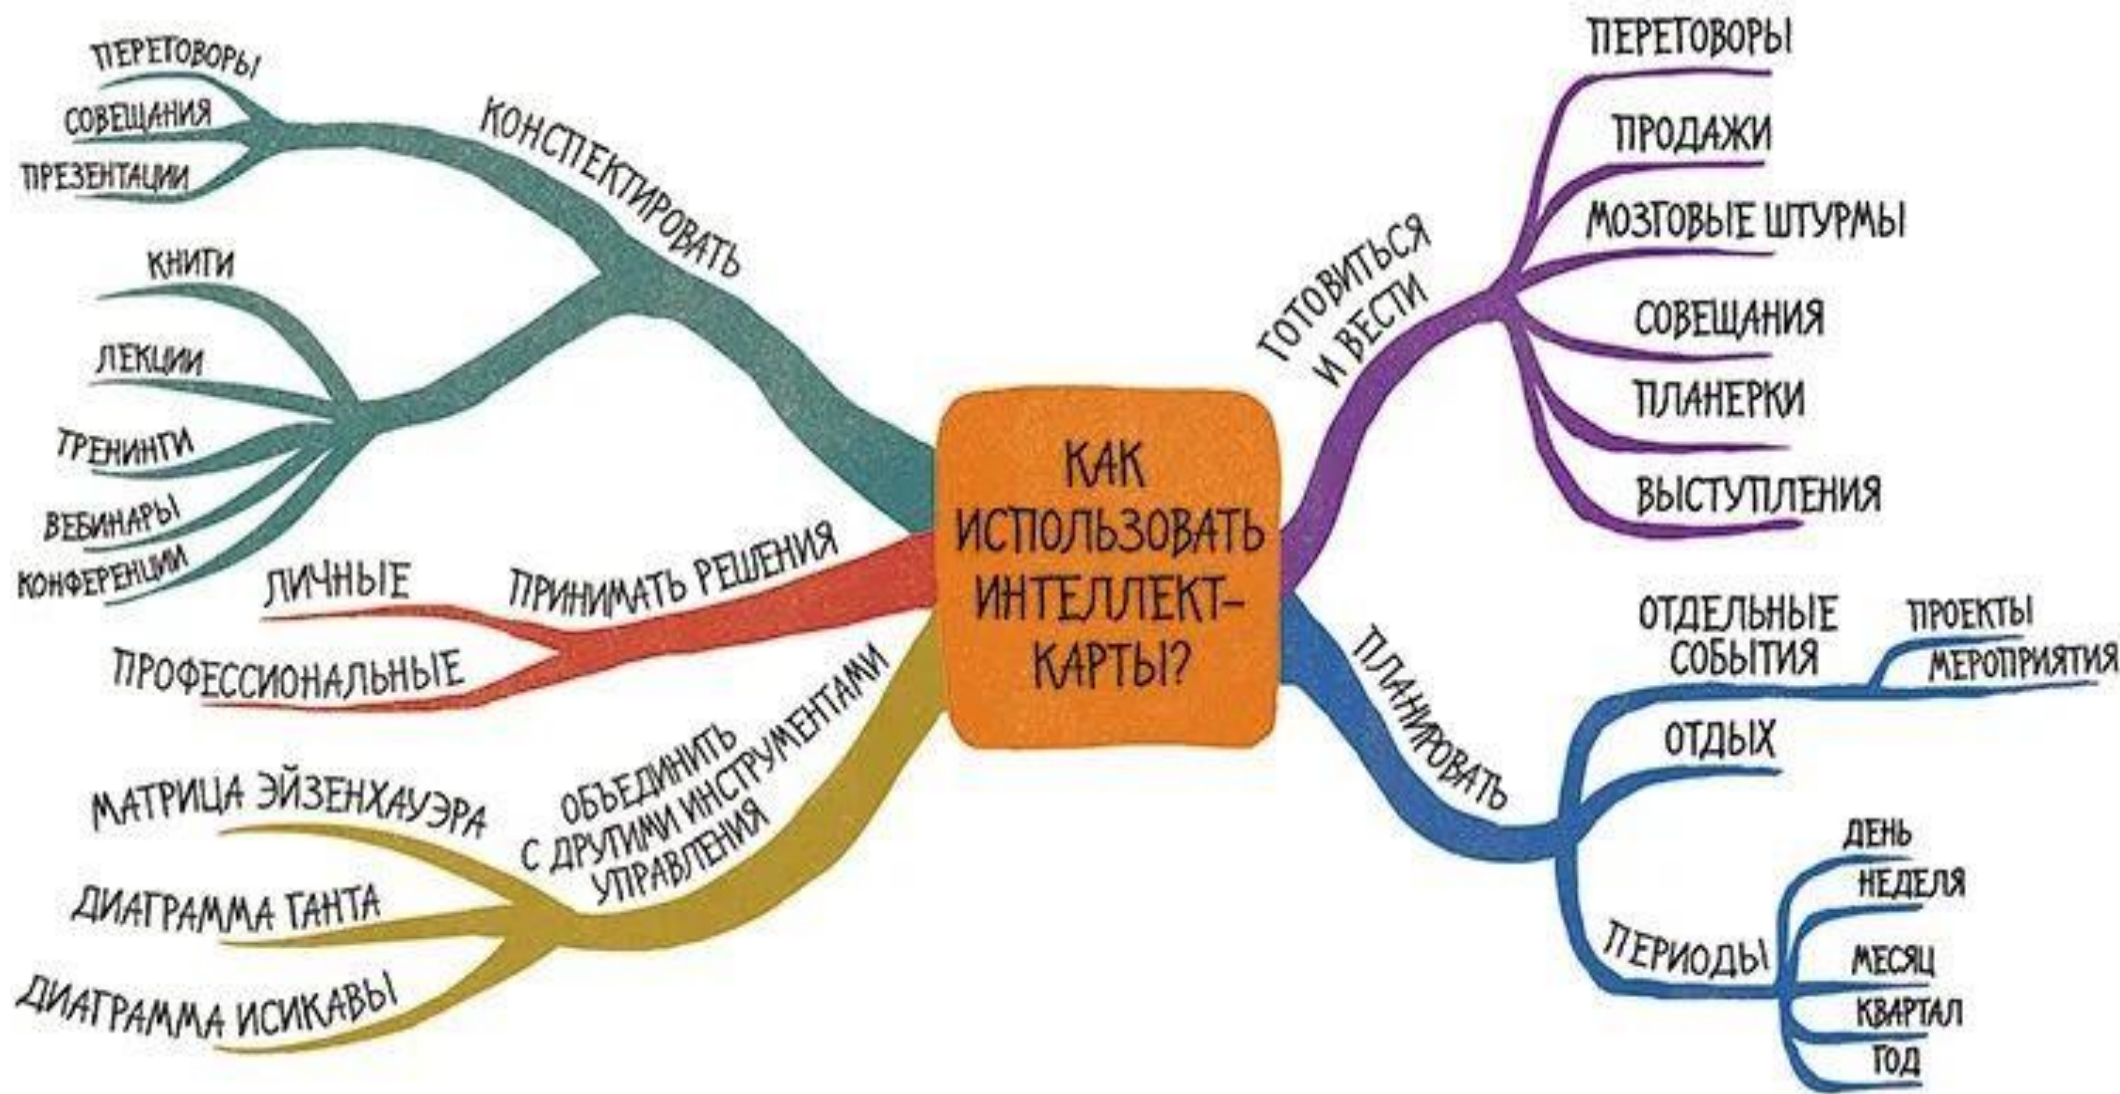 КАК
ИСПОЛЬЗОВАТЬ
ИНТЕЛЛЕКТ-
КАРТЫ?
КОНСПЕКТИРОВАТЬ
ПЕРЕГОВОРЫ
СОВЕЩАНИЯ
ПРЕЗЕНТАЦИИ
КНИГИ
ЛЕКЦИИ
ТРЕНИНГИ
ВЕБИНАРЫ
КОНФЕРЕНЦИИ
ПРИНИМАТЬ РЕШЕНИЯ
ЛИЧНЫЕ
ПРОФЕССИОНАЛЬНЫЕ
ОБЪЕДИНИТЬ
С ДРУГИМИ ИНСТРУМЕНТАМИ
УПРАВЛЕНИЯ
МАТРИЦА ЭЙЗЕНХАУЭРА
ДИАГРАММА ГАНТА
ДИАГРАММА ИСИКАВЫ
ГОТОВИТЬСЯ
И ВЕСТИ
ПЕРЕГОВОРЫ
ПРОДАЖИ
МОЗГОВЫЕ ШТУРМЫ
СОВЕЩАНИЯ
ПЛАНЕРКИ
ВЫСТУПЛЕНИЯ
ПЛАНИРОВАТЬ
ОТДЕЛЬНЫЕ
СОБЫТИЯ
ПРОЕКТЫ
МЕРОПРИЯТИЯ
ОТДЫХ
ПЕРИОДЫ
ДЕНЬ
НЕДЕЛЯ
МЕСЯЦ
КВАРТАЛ
ГОД